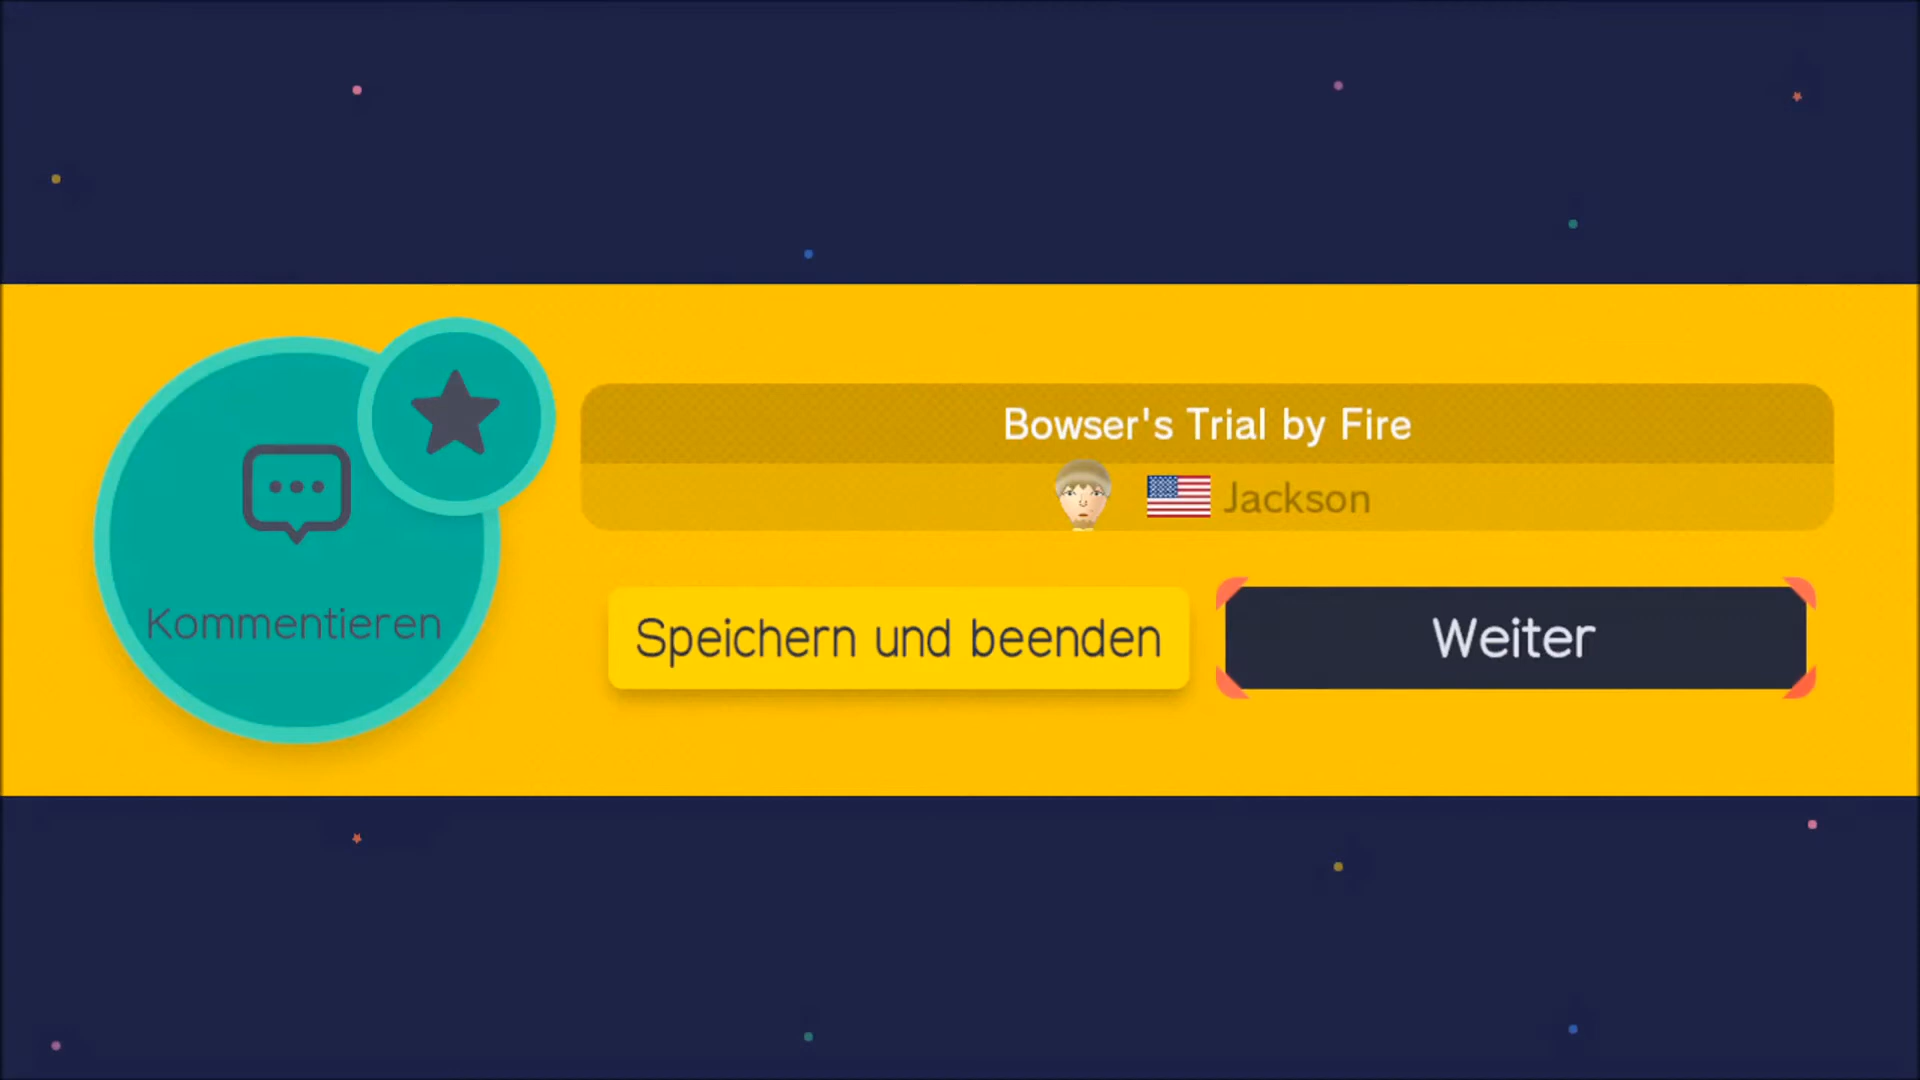 Bowser's Trial by Fire
Jackson
Kommentieren
Speichern und beenden
Weiter